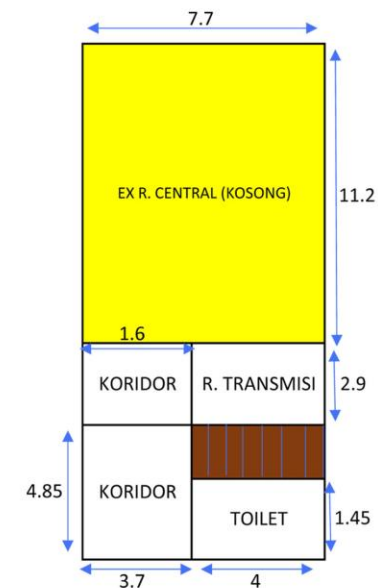 7.7
EX R. CENTRAL (KOSONG)
11.2
1.6
KORIDOR
R. TRANSMISI
2.9
4.85
KORIDOR
TOILET
1.45
3.7
4